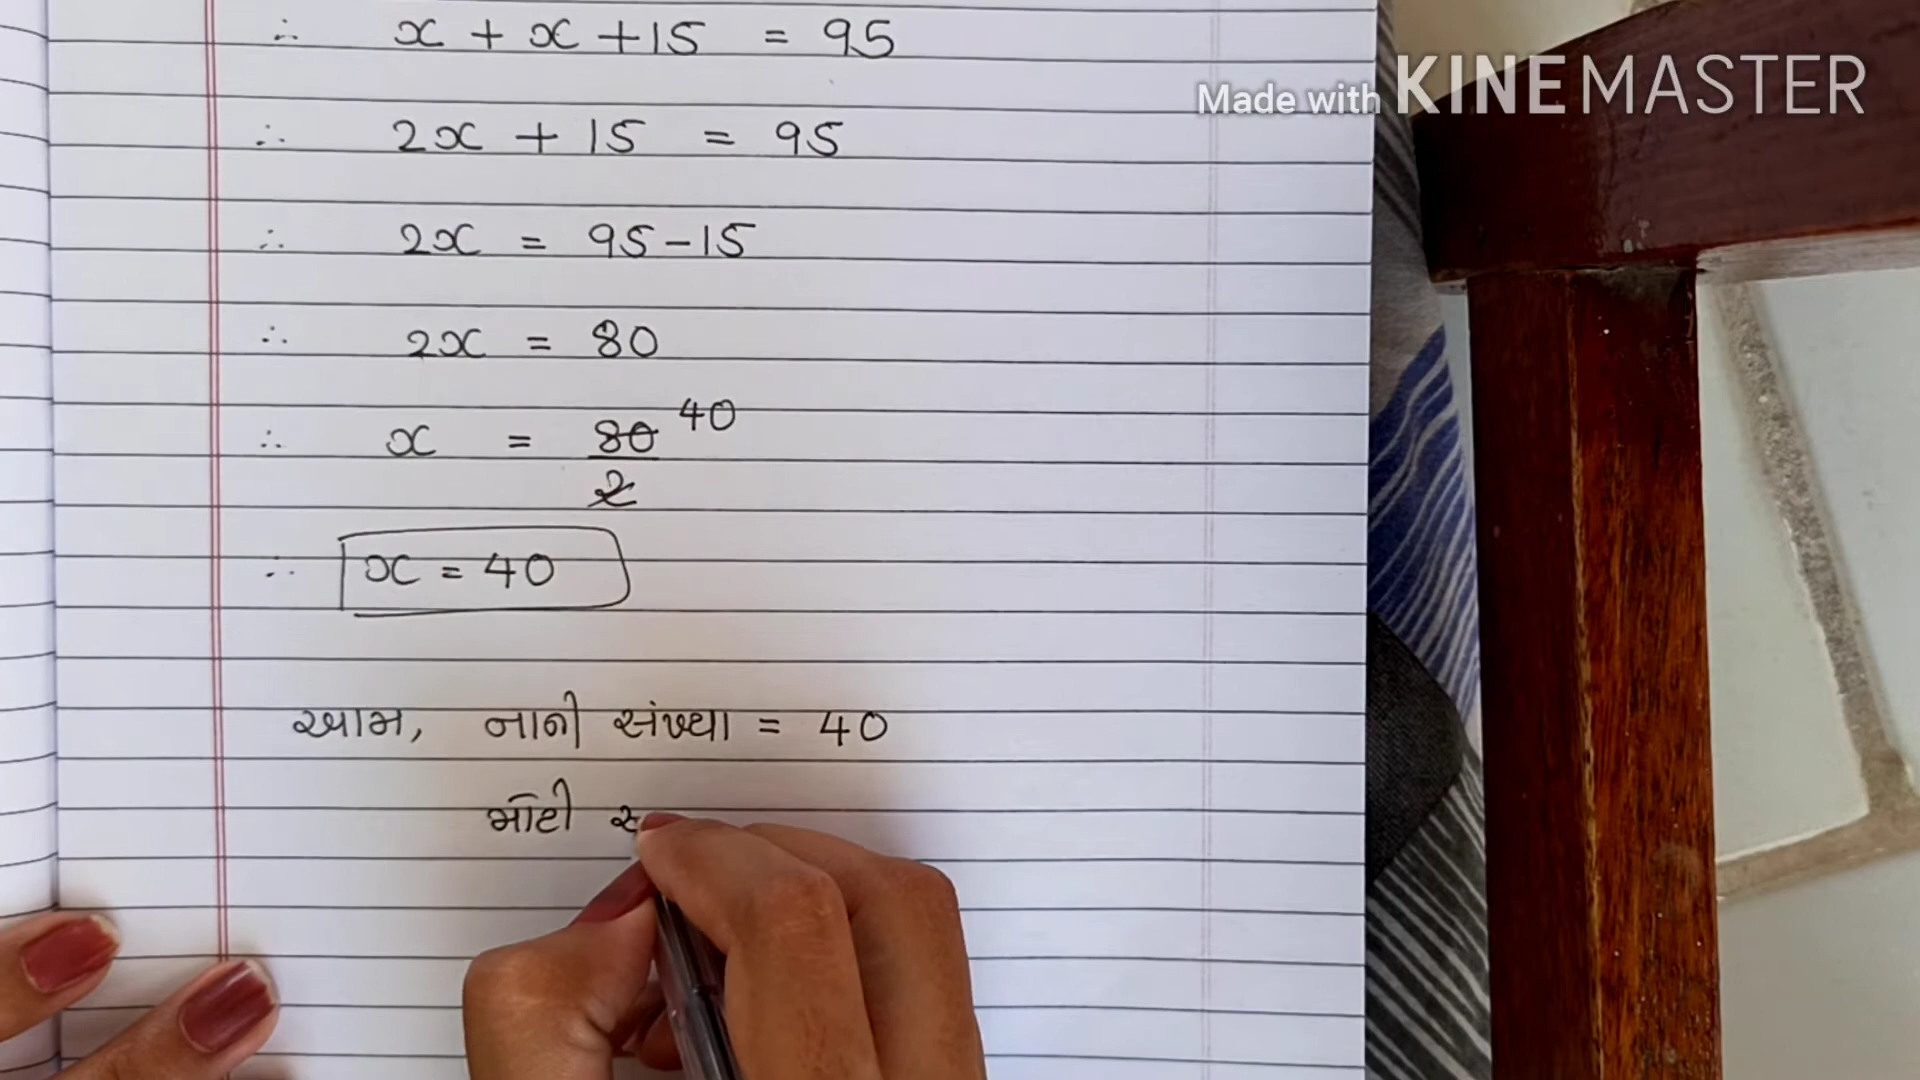 ∴ x + x + 15 = 95
Made with KINEMASTER
∴ 2x + 15 = 95
∴ 2x = 95 - 15
∴ 2x = 80
∴ x = 80/2 40
∴ x = 40
આમ, નાની સંખ્યા = 40
મોટી સ